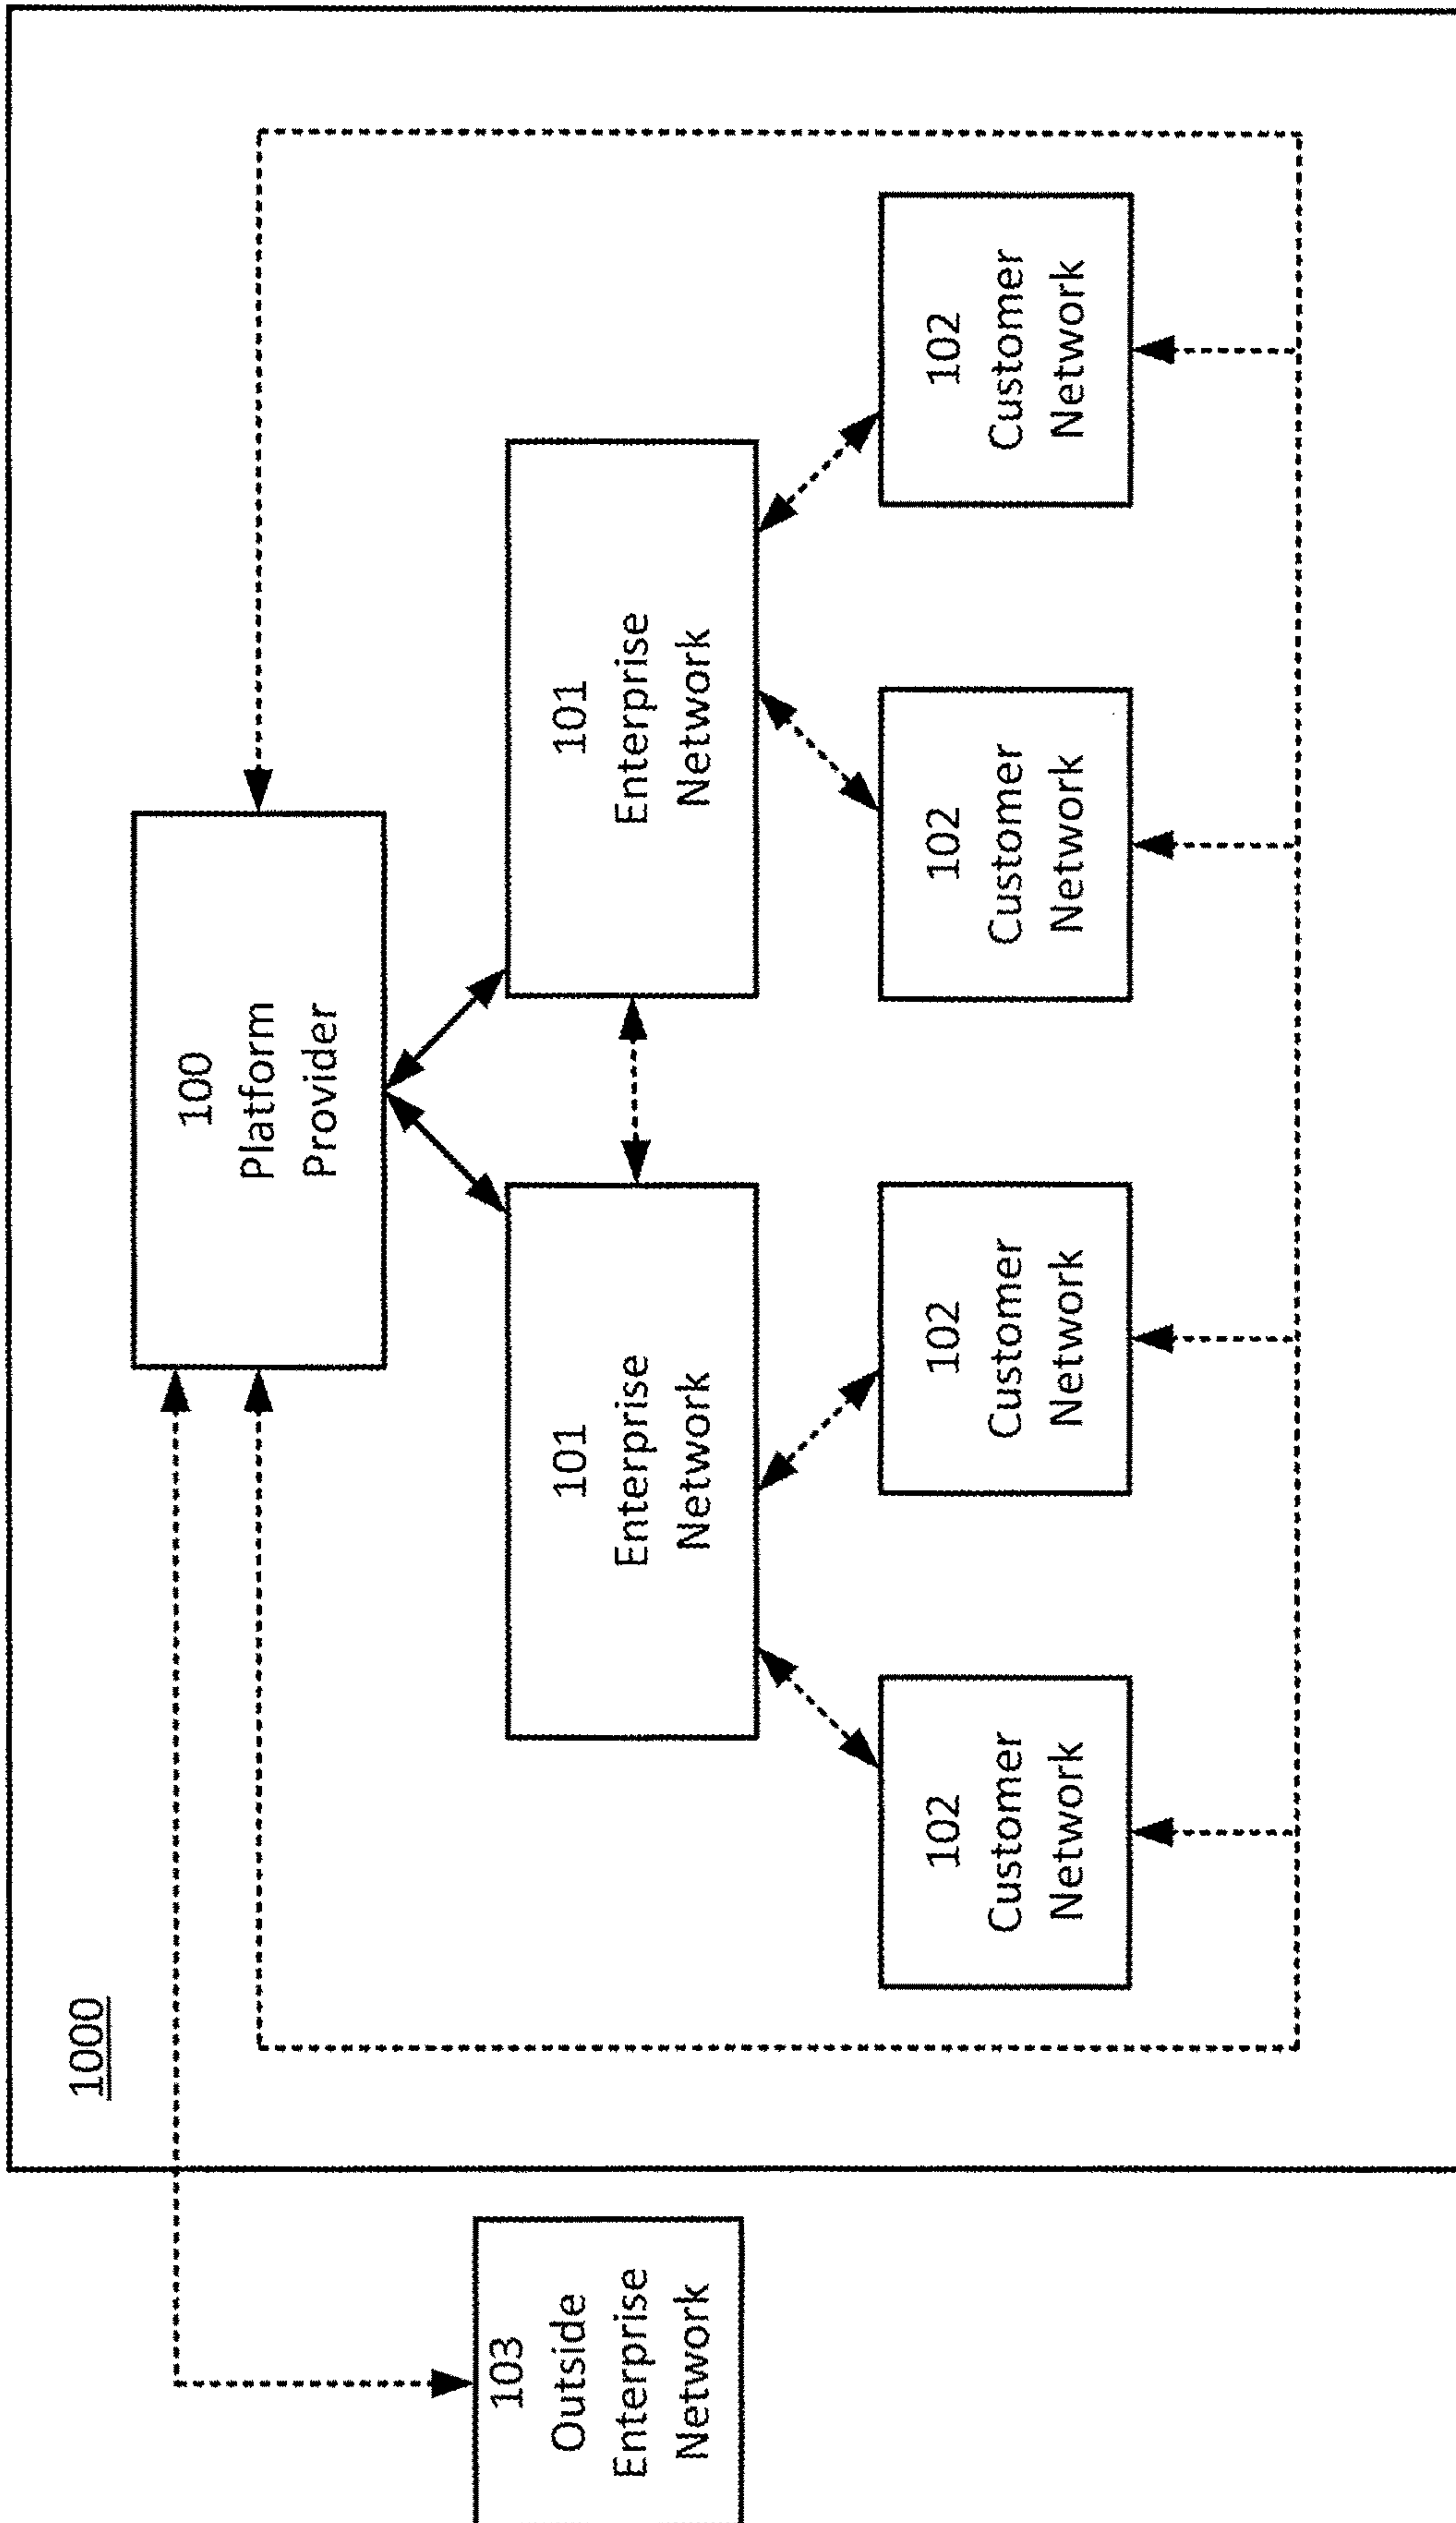 1000
100
Platform
Provider
103
Outside
Enterprise
Network
101
Enterprise
Network
101
Enterprise
Network
102
Customer
Network
102
Customer
Network
102
Customer
Network
102
Customer
Network